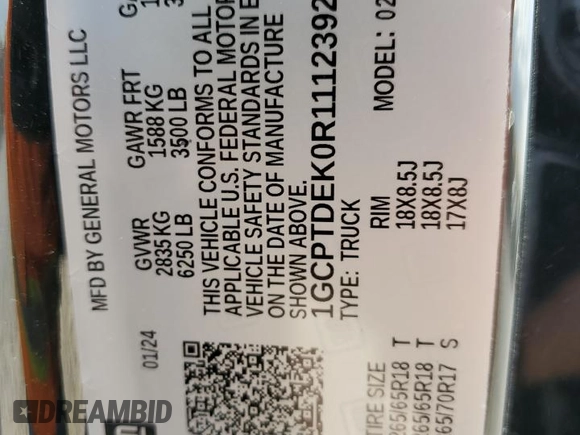 MFD BY GENERAL MOTORS LLC
01/24
GVWR
2835 KG
6250 LB
GAWR FRT
1588 KG
3500 LB
THIS VEHICLE CONFORMS TO ALL
APPLICABLE U.S. FEDERAL MOTOR
VEHICLE SAFETY STANDARDS IN E
ON THE DATE OF MANUFACTURE
SHOWN ABOVE.
1GCPTDEK0R1112392
TYPE: TRUCK
MODEL: 02
TIRE SIZE RIM
265/65R18 T 18X8.5J
65/65R18 T 18X8.5J
65/70R17 S 17X8J
DREAMBID